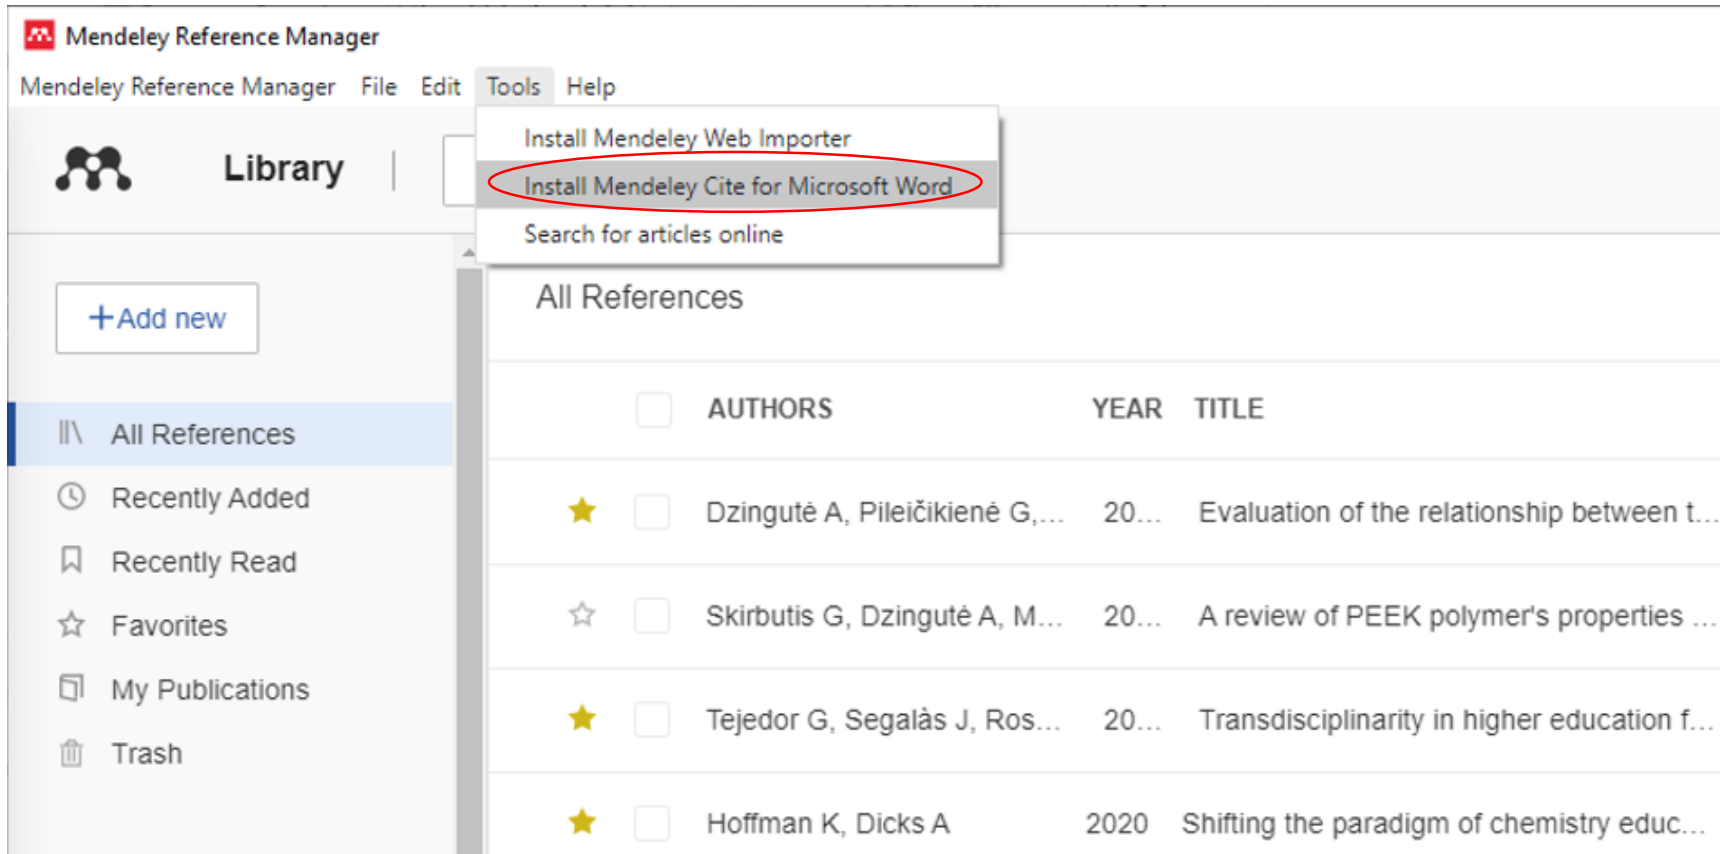 Mendeley Reference Manager
Mendeley Reference Manager File Edit Tools Help
Install Mendeley Web Importer
Install Mendeley Cite for Microsoft Word
Search for articles online
Library
+Add new
All References
Recently Added
Recently Read
Favorites
My Publications
Trash
All References
AUTHORS YEAR TITLE
Dzingutė A, Pileičikienė G,... 20... Evaluation of the relationship between t...
Skirbutis G, Dzingutė A, M... 20... A review of PEEK polymer's properties ...
Tejedor G, Segalàs J, Ros... 20... Transdisciplinarity in higher education f...
Hoffman K, Dicks A 2020 Shifting the paradigm of chemistry educ...